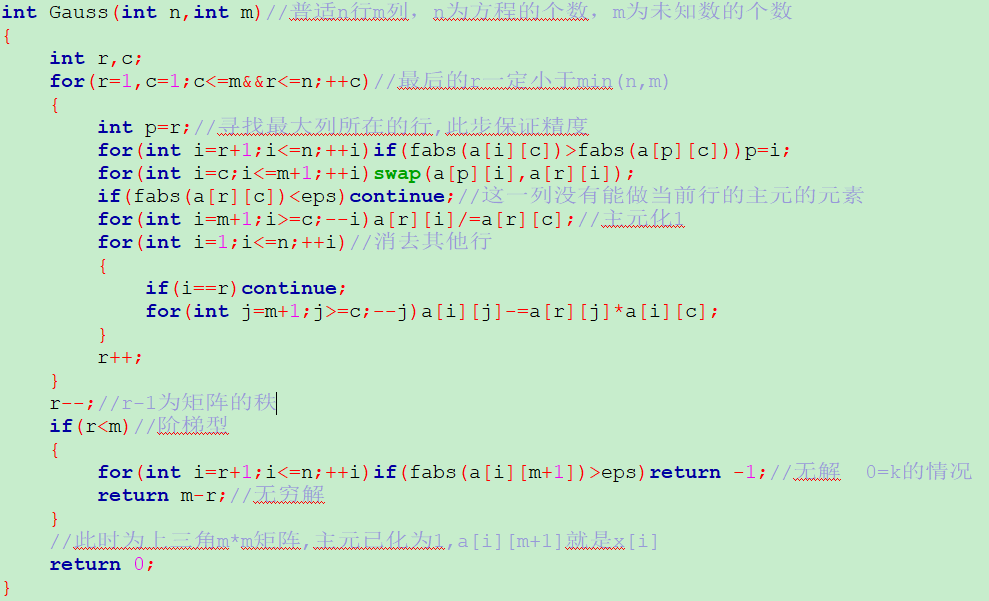 int Gauss(int n,int m)//普适n行m列，n为方程的个数，m为未知数的个数
{
    int r,c;
    for(r=1,c=1;c<=m&&r<=n;++c)//最后的r一定小于min(n,m)
    {
        int p=r;//寻找最大列所在的行,此步保证精度
        for(int i=r+1;i<=n;++i)if(fabs(a[i][c])>fabs(a[p][c]))p=i;
        for(int i=c;i<=m+1;++i)swap(a[p][i],a[r][i]);
        if(fabs(a[r][c])<eps)continue;//这一列没有能做当前行的主元的元素
        for(int i=m+1;i>=c;--i)a[r][i]/=a[r][c];//主元化1
        for(int i=1;i<=n;++i)//消去其他行
        {
            if(i==r)continue;
            for(int j=m+1;j>=c;--j)a[i][j]-=a[r][j]*a[i][c];
        }
        r++;
    }
    r--;//r-1为矩阵的秩
    if(r<m)//阶梯型
    {
        for(int i=r+1;i<=n;++i)if(fabs(a[i][m+1])>eps)return -1;//无解  0=k的情况
        return m-r;//无穷解
    }
    //此时为上三角m*m矩阵,主元已化为1,a[i][m+1]就是x[i]
    return 0;
}